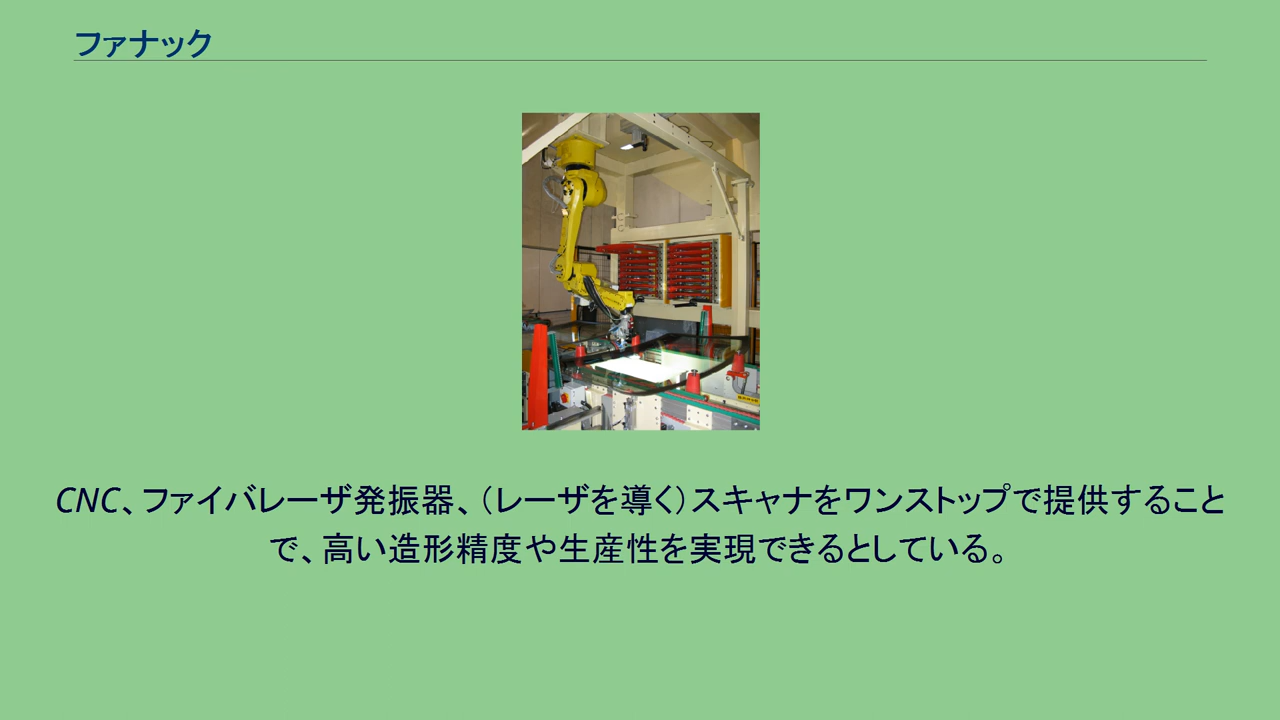 ファナック
CNC、ファイバレーザ発振器、（レーザを導く）スキャナをワンストップで提供すること
で、高い造形精度や生産性を実現できるとしている。